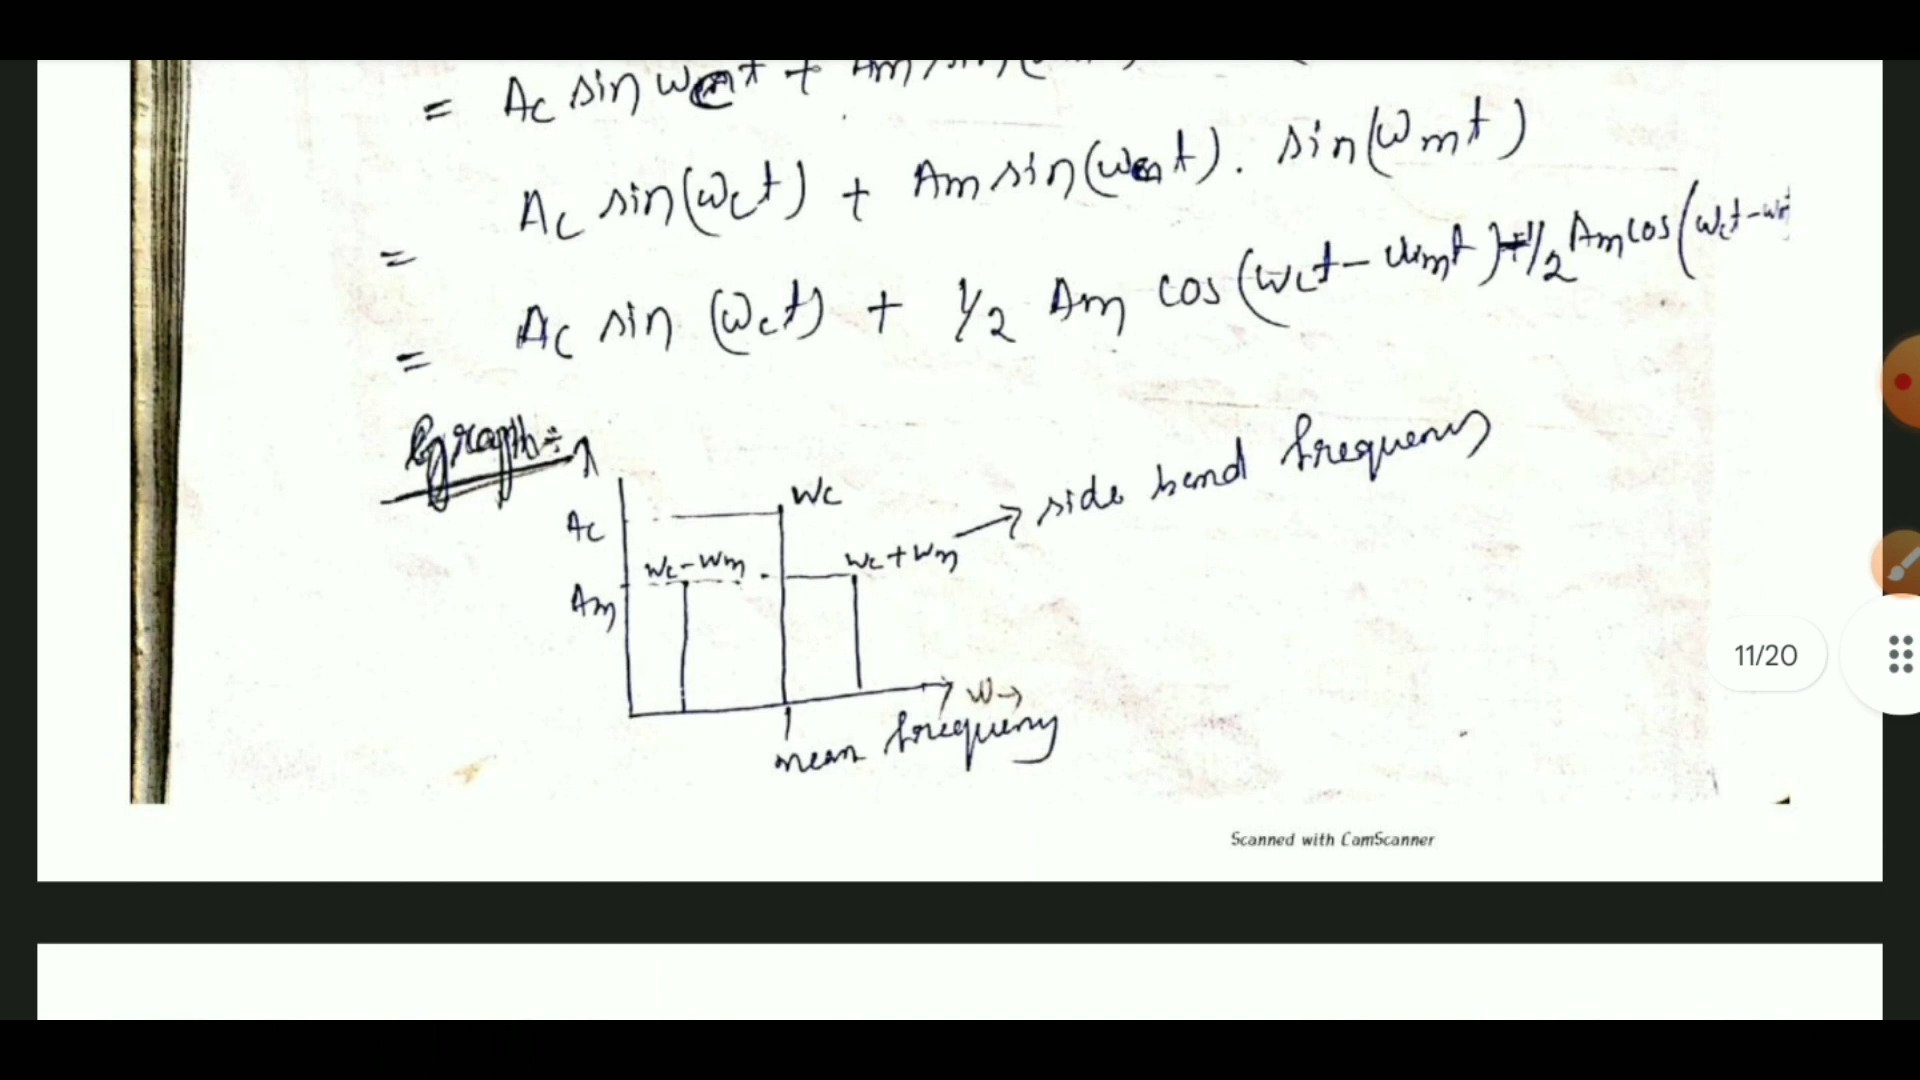 = Ac sin wct +
Ac sin(wct) + Am sin(wmt). sin(wmt)
=
= Ac sin (wct) + 1/2 Am cos(wct - wmt) - 1/2 Am cos(wct - wm
Graph:-
Ac
wc
→ side band frequency
wc-wm
wc+wm
Am
w→
mean frequency
11/20
Scanned with CamScanner